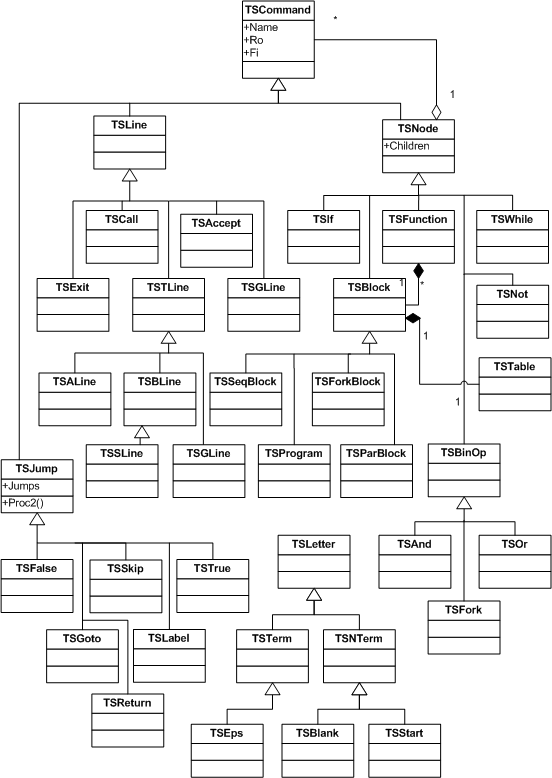 TSCommand
+Name
+Ro
+Fi
*
1
TSLine
TSNode
+Children
TSCall
TSAccept
TSIf
TSFunction
TSWhile
TSExit
TSTLine
TSGLine
TSBlock
1
*
TSNot
1
TSTable
TSALine
TSBLine
TSSeqBlock
TSForkBlock
1
TSSLine
TSGLine
TSProgram
TSParBlock
TSBinOp
TSJump
+Jumps
+Proc2()
TSFalse
TSSkip
TSTrue
TSLetter
TSAnd
TSOr
TSFork
TSGoto
TSLabel
TSTerm
TSNTerm
TSReturn
TSEps
TSBlank
TSStart